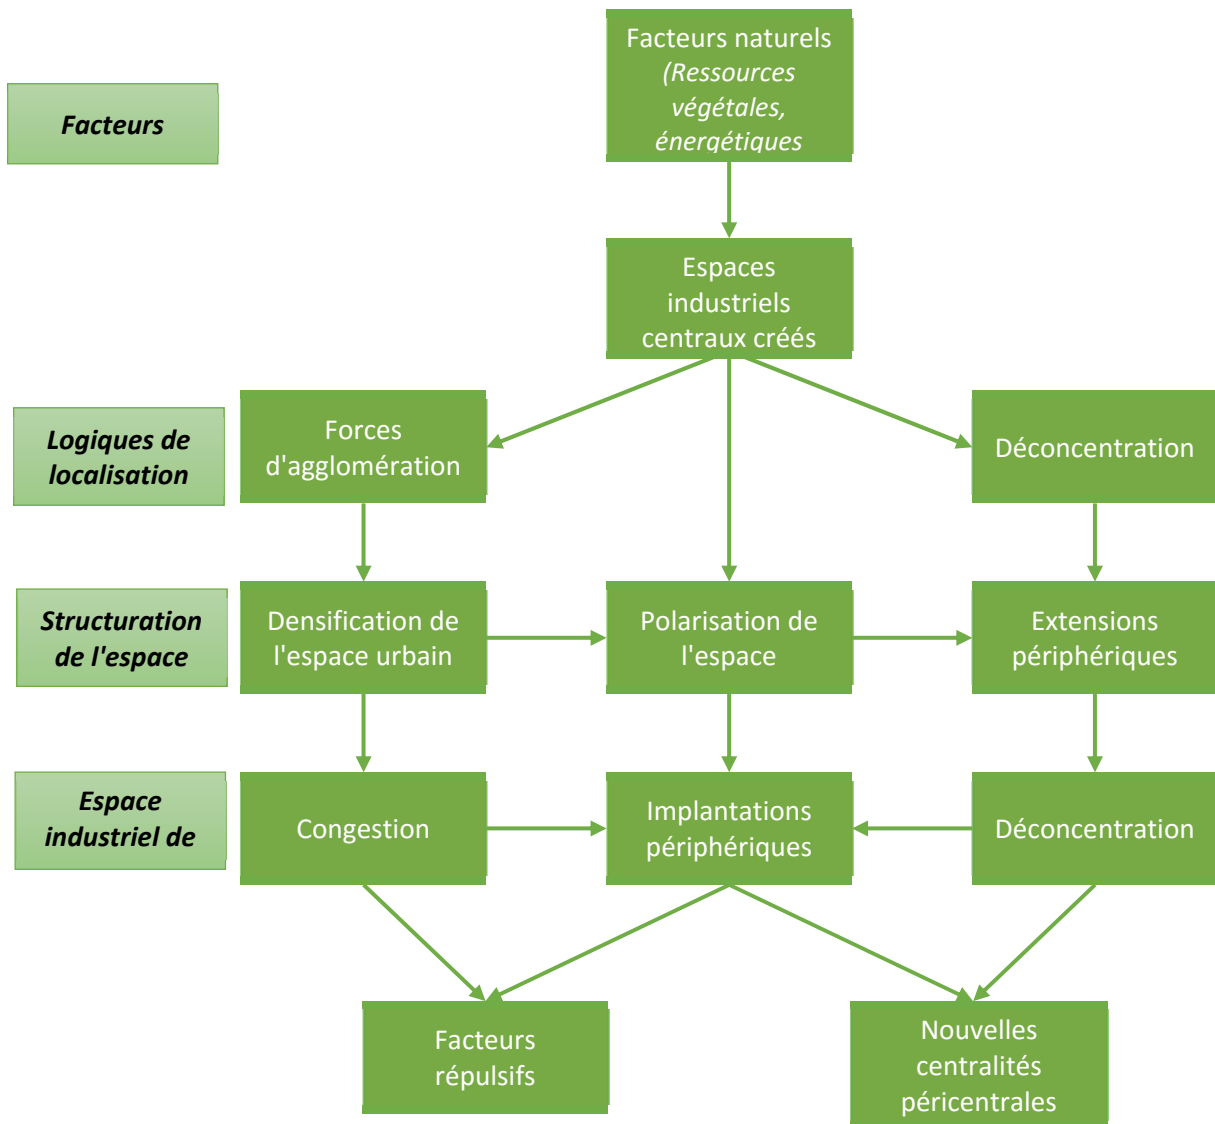 Facteurs naturels
(Ressources
végétales,
énergétiques
Facteurs
Espaces
industriels
centraux créés
Logiques de
localisation
Forces
d'agglomération
Déconcentration
Structuration
de l'espace
Densification de
l'espace urbain
Polarisation de
l'espace
Extensions
périphériques
Espace
industriel de
Congestion
Implantations
périphériques
Déconcentration
Facteurs
répulsifs
Nouvelles
centralités
péricentrales